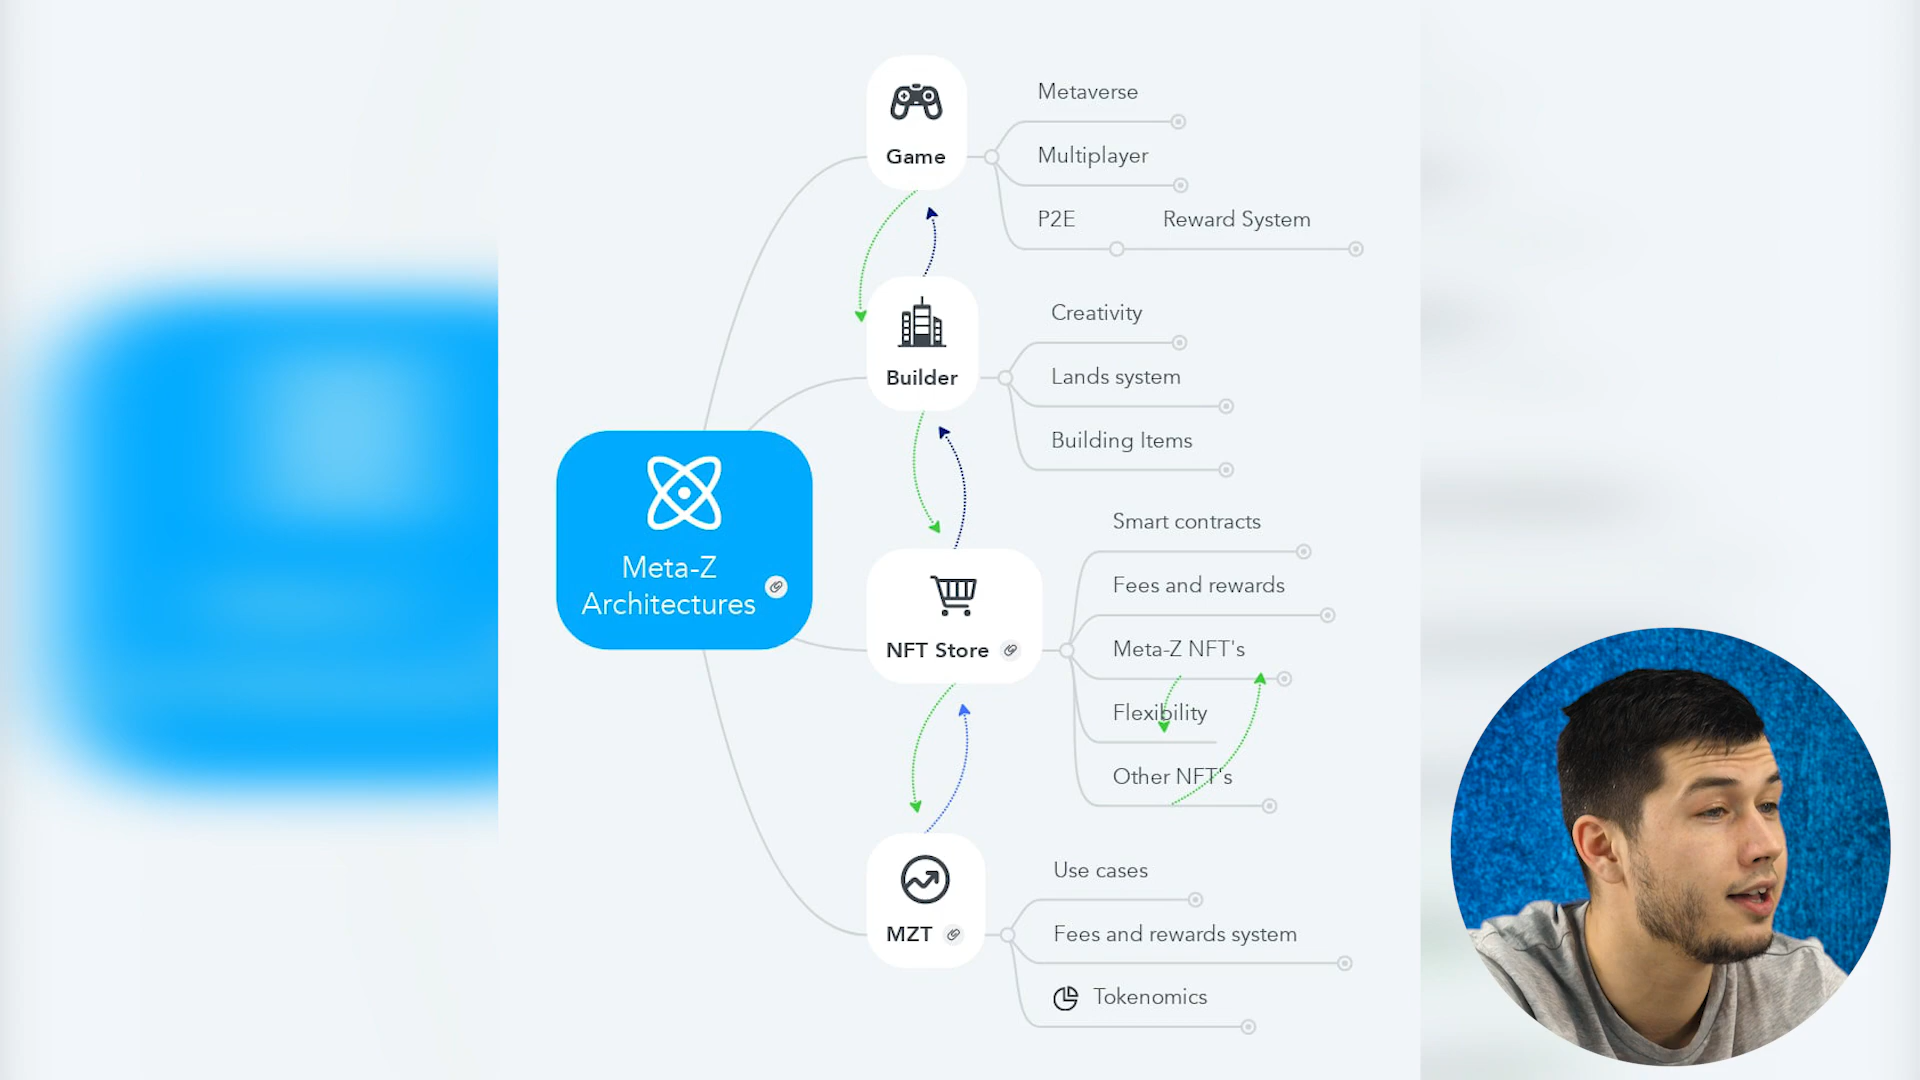 Game
Metaverse
Multiplayer
P2E
Reward System
Builder
Creativity
Lands system
Building Items
Meta-Z
Architectures
NFT Store
Smart contracts
Fees and rewards
Meta-Z NFT's
Flexibility
Other NFT's
MZT
Use cases
Fees and rewards system
Tokenomics